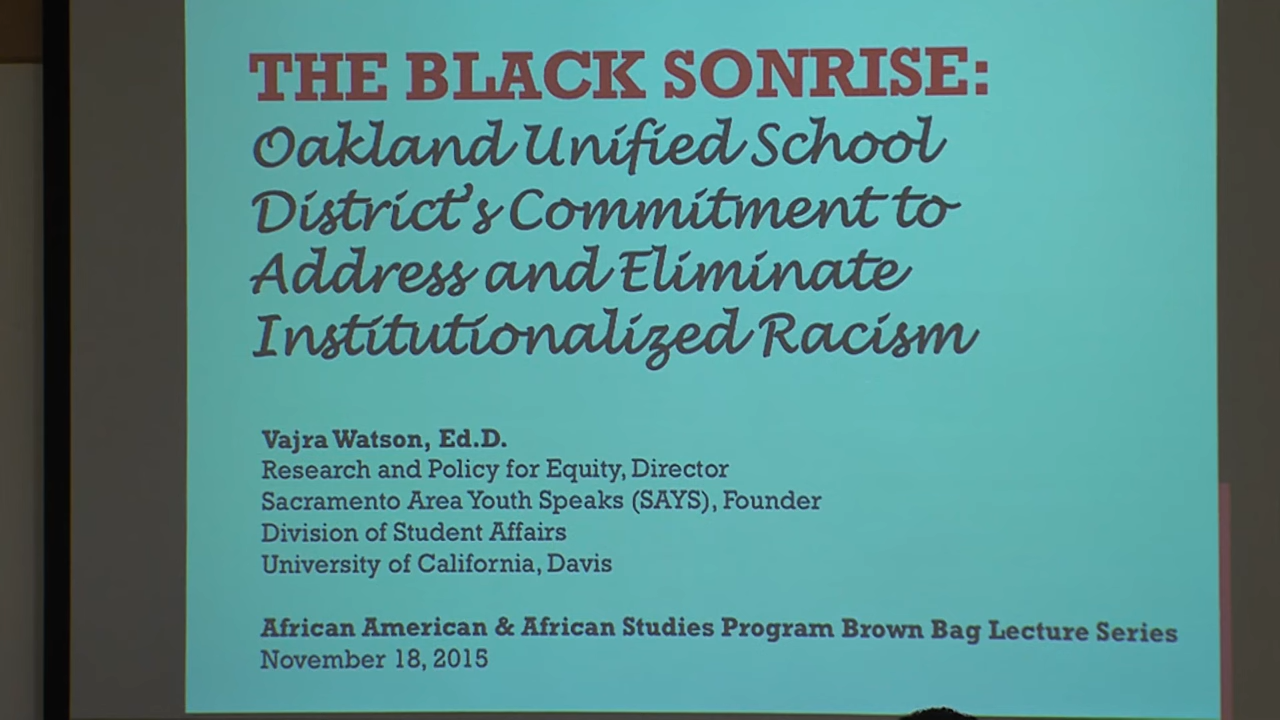 THE BLACK SONRISE:
Oakland Unified School
District's Commitment to
Address and Eliminate
Institutionalized Racism
Vajra Watson, Ed.D.
Research and Policy for Equity, Director
Sacramento Area Youth Speaks (SAYS), Founder
Division of Student Affairs
University of California, Davis
African American & African Studies Program Brown Bag Lecture Series
November 18, 2015